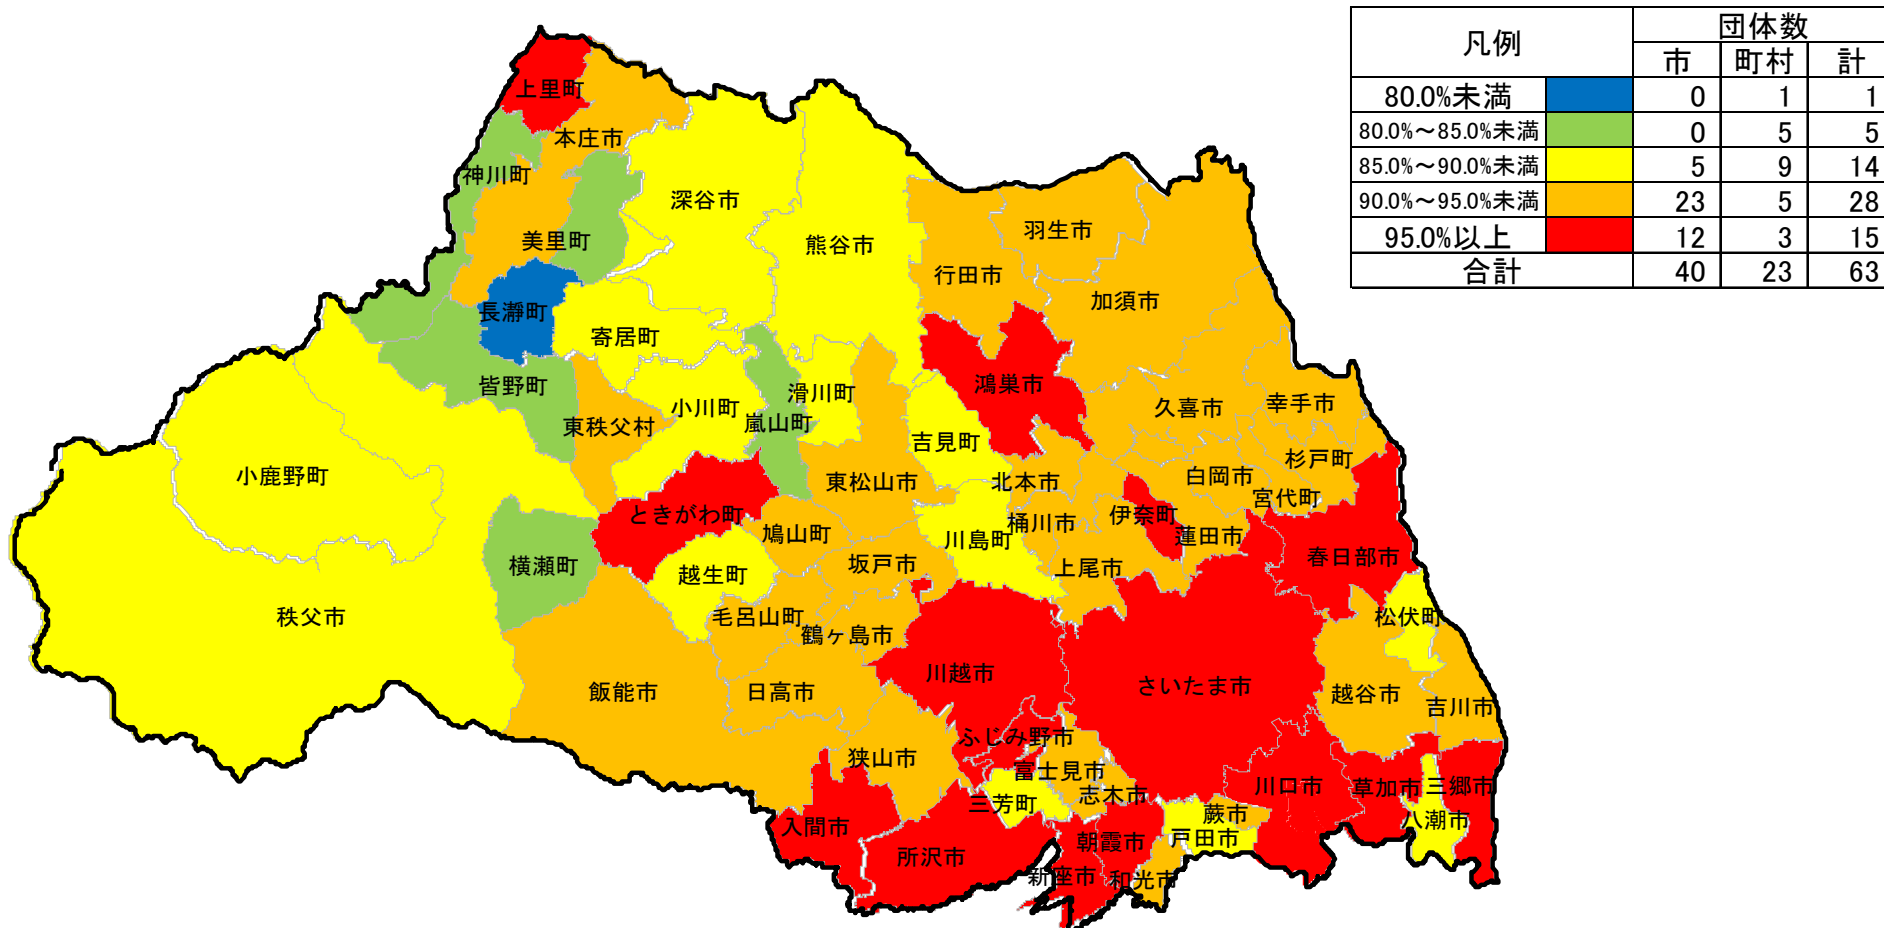 凡例 団体数
市 町村 計
80.0%未満 0 1 1
80.0%～85.0%未満 0 5 5
85.0%～90.0%未満 5 9 14
90.0%～95.0%未満 23 5 28
95.0%以上 12 3 15
合計 40 23 63
上里町
本庄市
神川町
深谷市
美里町
熊谷市
羽生市
行田市
加須市
長瀞町
寄居町
皆野町
滑川町
鴻巣市
小川町
久喜市
幸手市
東秩父村
嵐山町
吉見町
杉戸町
小鹿野町
東松山市
北本市
白岡市
宮代町
ときがわ町
鳩山町
川島町
桶川市
伊奈町
蓮田市
春日部市
横瀬町
越生町
坂戸市
上尾市
秩父市
毛呂山町
鶴ヶ島市
松伏町
川越市
さいたま市
飯能市
日高市
越谷市
吉川市
ふじみ野市
狭山市
富士見市
三芳町
志木市
川口市
草加市
三郷市
入間市
蕨市
八潮市
戸田市
所沢市
朝霞市
新座市
和光市